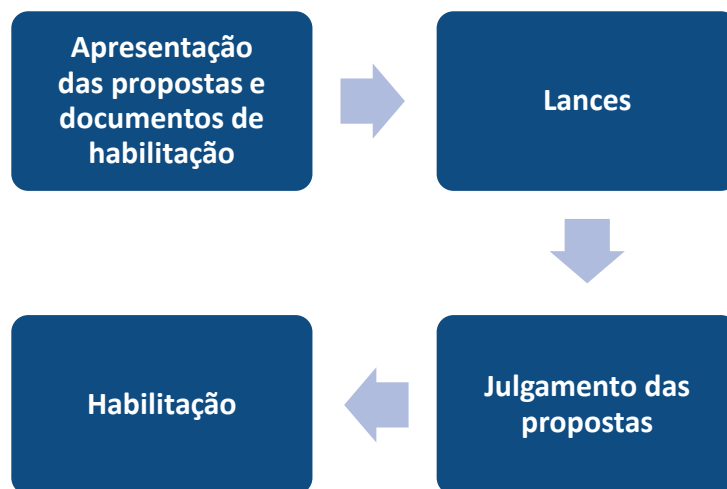 Apresentação
das propostas e
documentos de
habilitação
Lances
Julgamento das
propostas
Habilitação